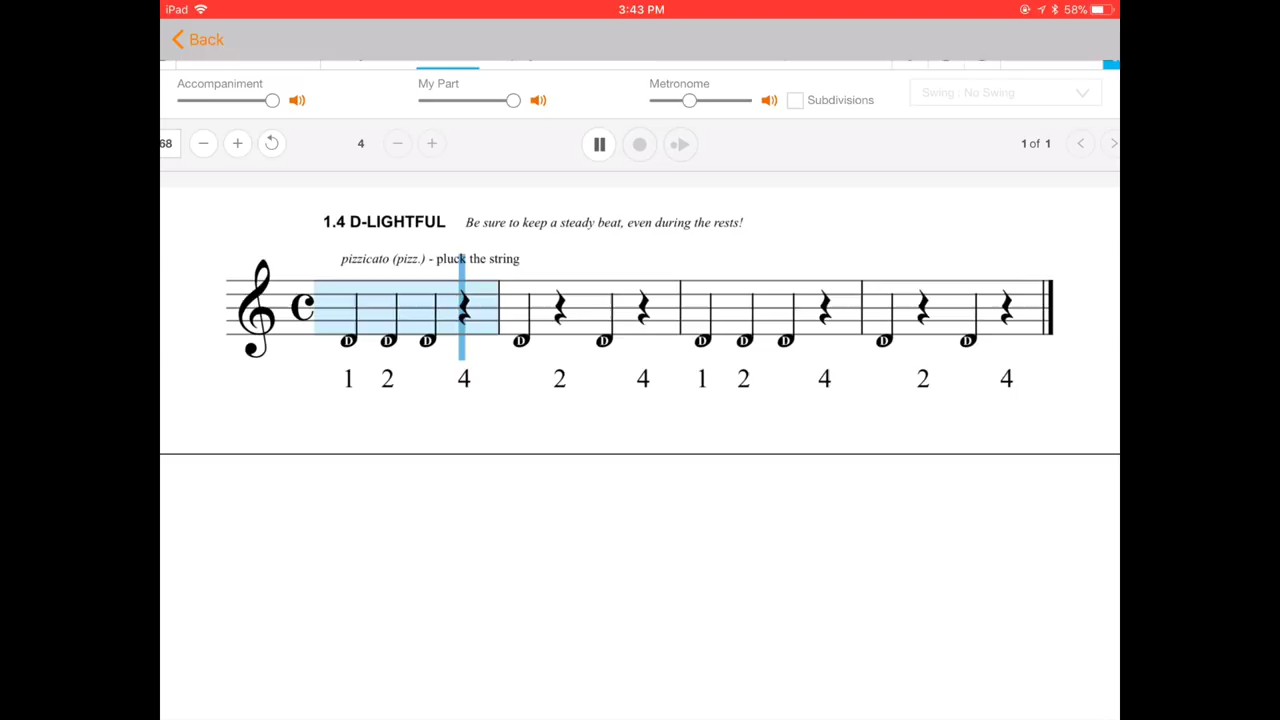 iPad 3:43 PM 58%
Back
Accompaniment My Part Metronome
Subdivisions Swing : No Swing
68 4 1 of 1
1.4 D-LIGHTFUL Be sure to keep a steady beat, even during the rests!
pizzicato (pizz.) - pluck the string
D D D D D D D D D D
1 2 4 2 4 1 2 4 2 4